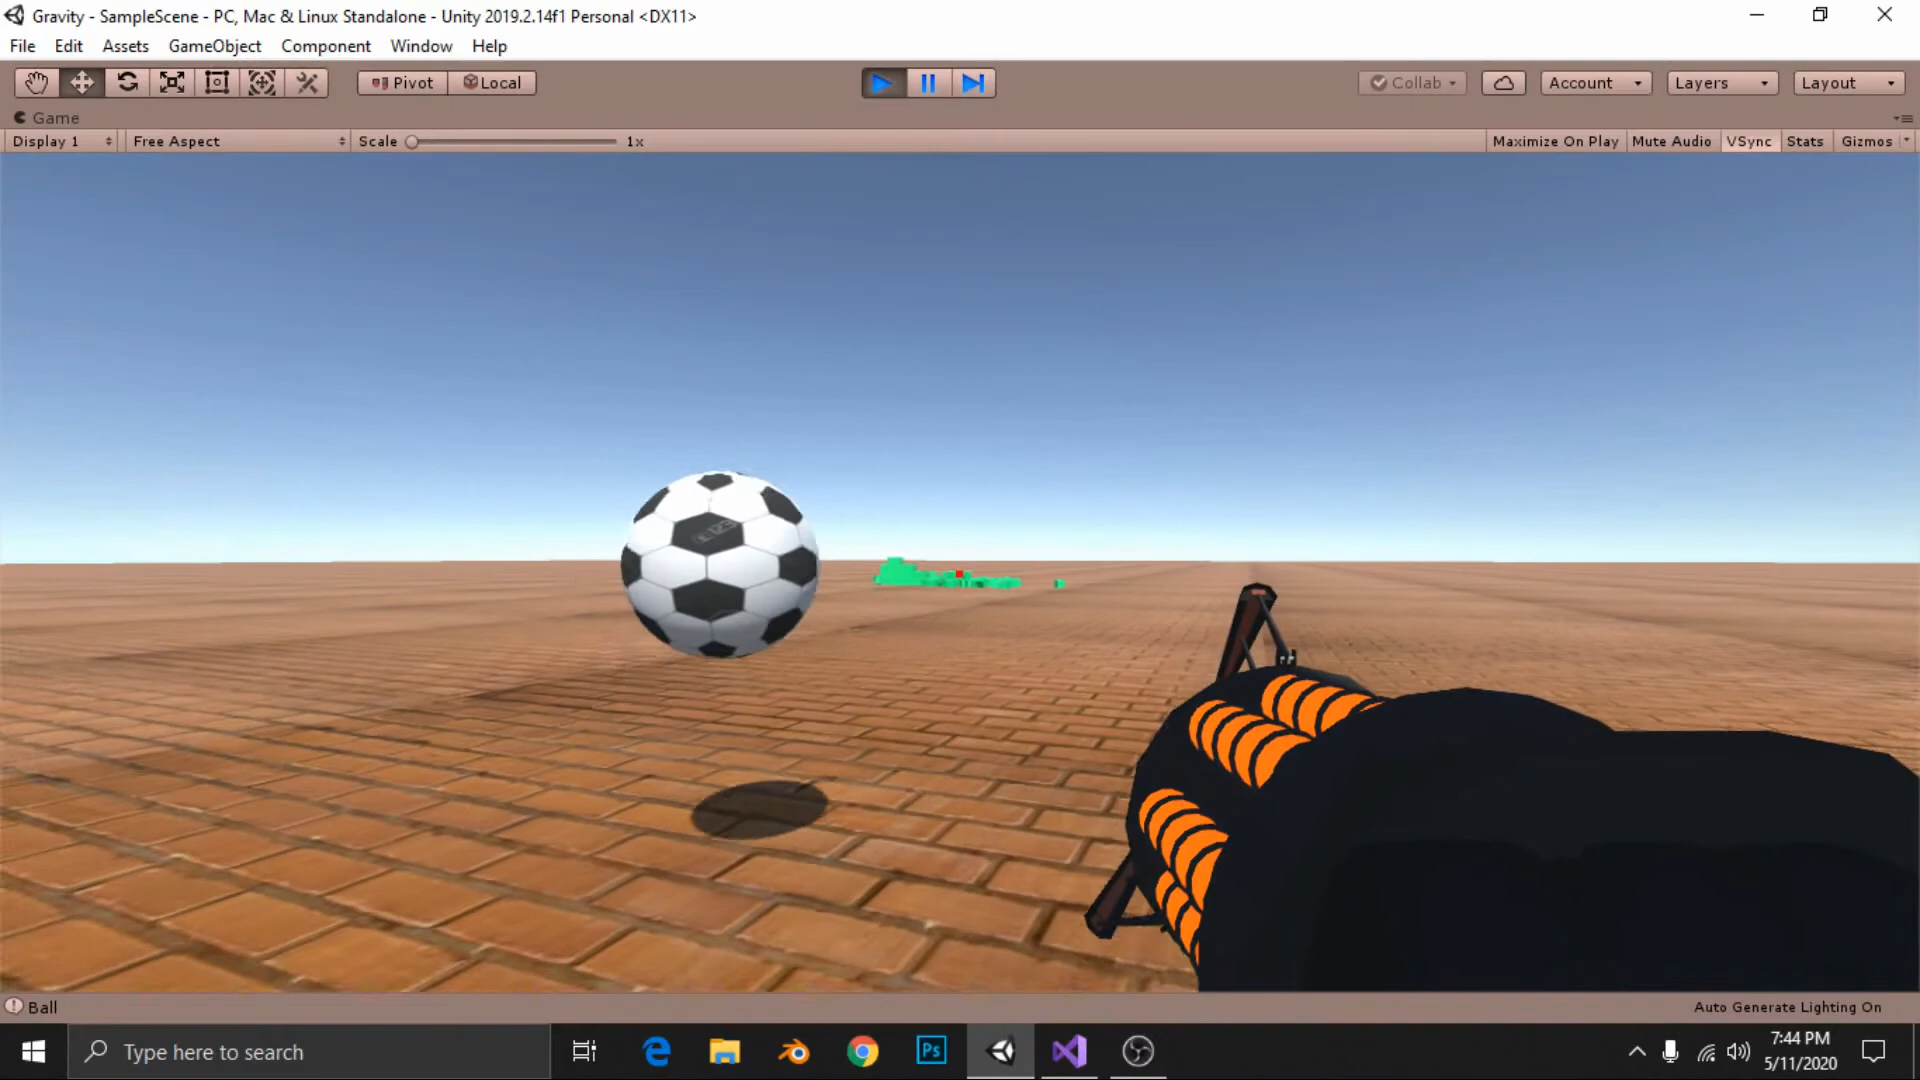 Gravity - SampleScene - PC, Mac & Linux Standalone - Unity 2019.2.14f1 Personal <DX11>
File Edit Assets GameObject Component Window Help
Pivot Local Collab Account Layers Layout
Game
Display 1 Free Aspect Scale 1x Maximize On Play Mute Audio VSync Stats Gizmos
Ball Auto Generate Lighting On
Type here to search
Ps
7:44 PM
5/11/2020